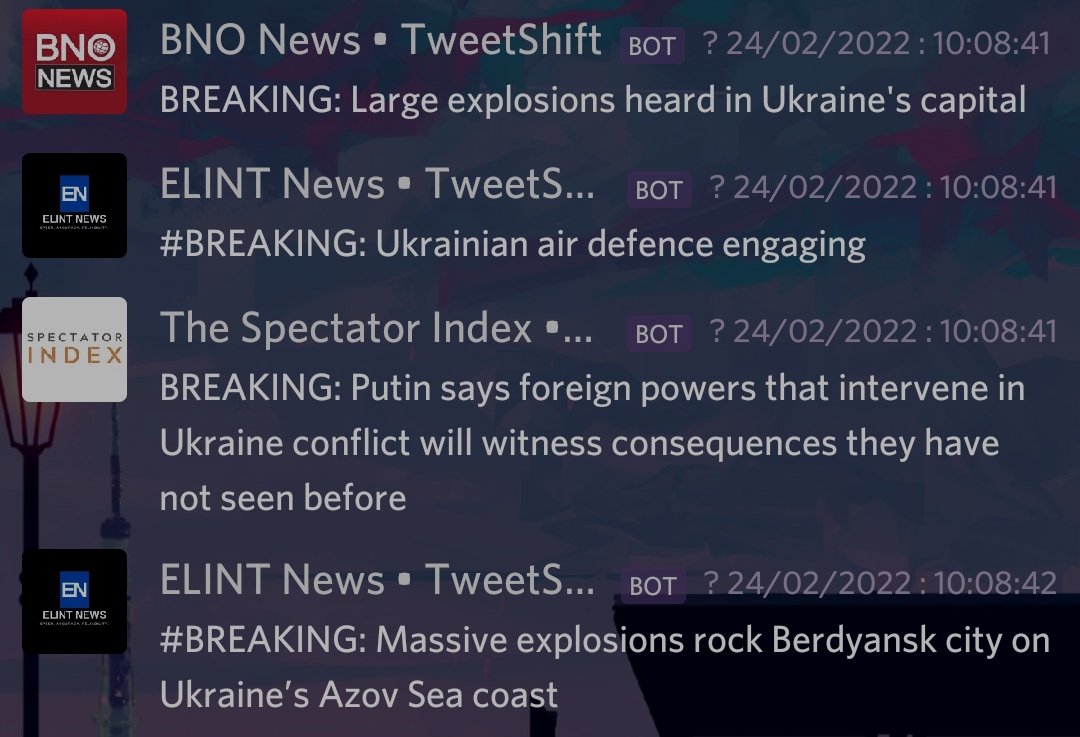 BNO
NEWS
BNO News • TweetShift BOT ? 24/02/2022 : 10:08:41
BREAKING: Large explosions heard in Ukraine's capital
EN
ELINT NEWS
ELINT News • TweetS... BOT ? 24/02/2022 : 10:08:41
#BREAKING: Ukrainian air defence engaging
SPECTATOR
INDEX
The Spectator Index •... BOT ? 24/02/2022 : 10:08:41
BREAKING: Putin says foreign powers that intervene in
Ukraine conflict will witness consequences they have
not seen before
EN
ELINT NEWS
ELINT News • TweetS... BOT ? 24/02/2022 : 10:08:42
#BREAKING: Massive explosions rock Berdyansk city on
Ukraine’s Azov Sea coast